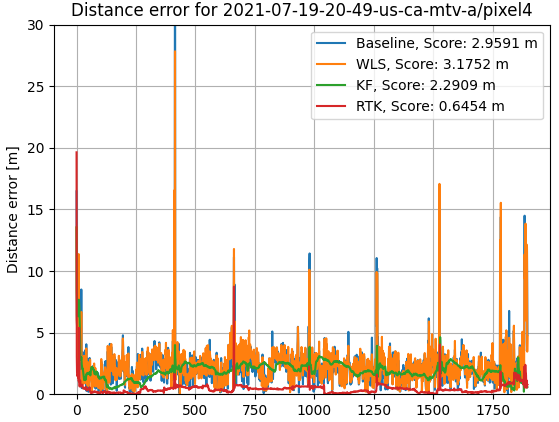 Distance error for 2021-07-19-20-49-us-ca-mtv-a/pixel4
Baseline, Score: 2.9591 m
WLS, Score: 3.1752 m
KF, Score: 2.2909 m
RTK, Score: 0.6454 m
Distance error [m]
30
25
20
15
10
5
0
0 250 500 750 1000 1250 1500 1750